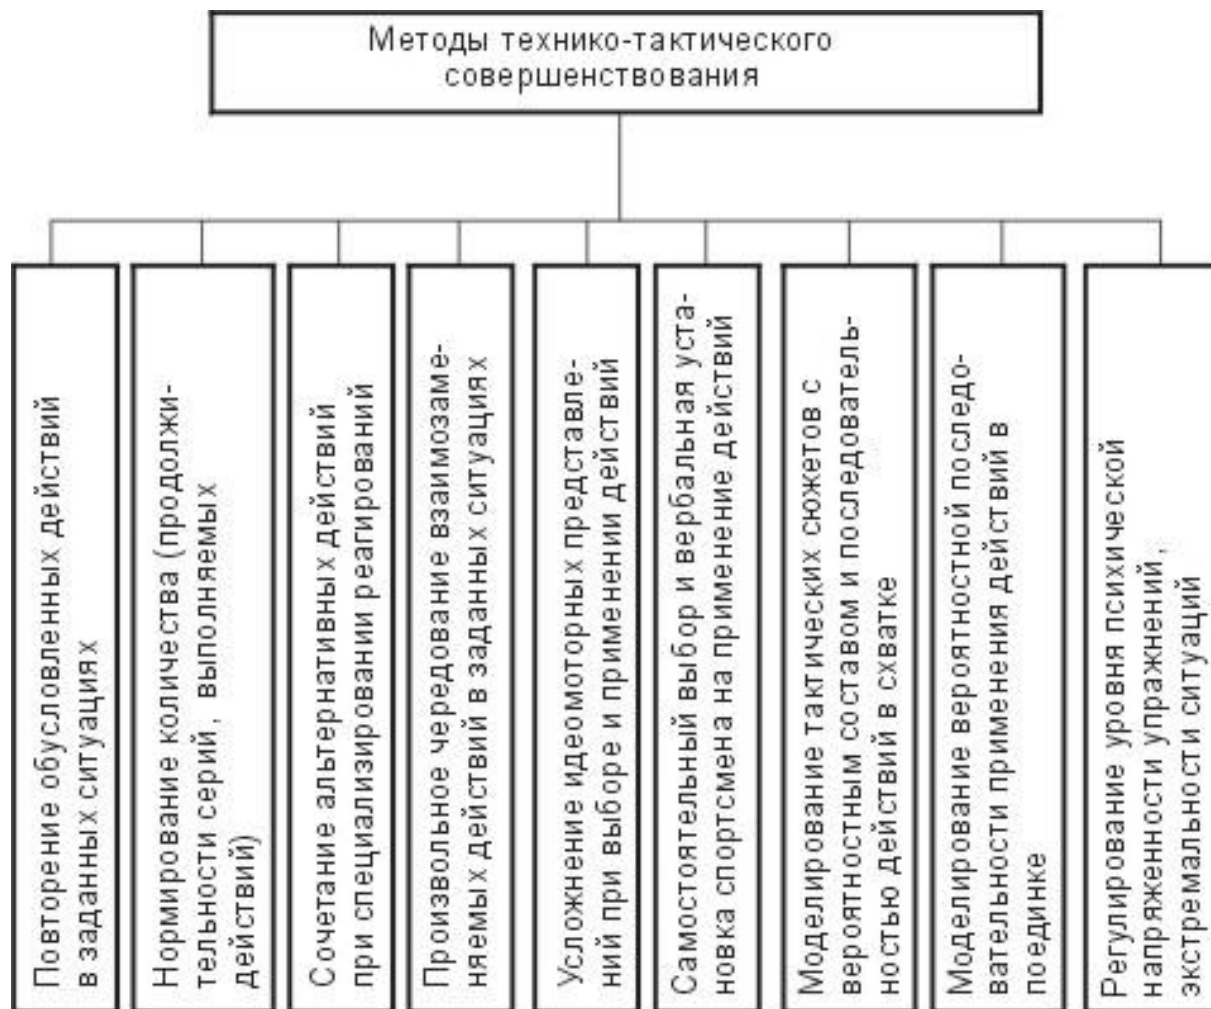 Методы технико-тактического
совершенствования
Повторение обусловленных действий
в заданных ситуациях
Нормирование количества (продолжи-
тельности серий, выполняемых
действий)
Сочетание альтернативных действий
при специализировании реагирований
Произвольное чередование взаимозаме-
няемых действий в заданных ситуациях
Усложнение идеомоторных представле-
ний при выборе и применении действий
Самостоятельный выбор и вербальная уста-
новка спортсмена на применение действий
Моделирование тактических сюжетов с
вероятностным составом и последователь-
ностью действий в схватке
Моделирование вероятностной последо-
вательности применения действий в
поединке
Регулирование уровня психической
напряженности упражнений,
экстремальности ситуаций